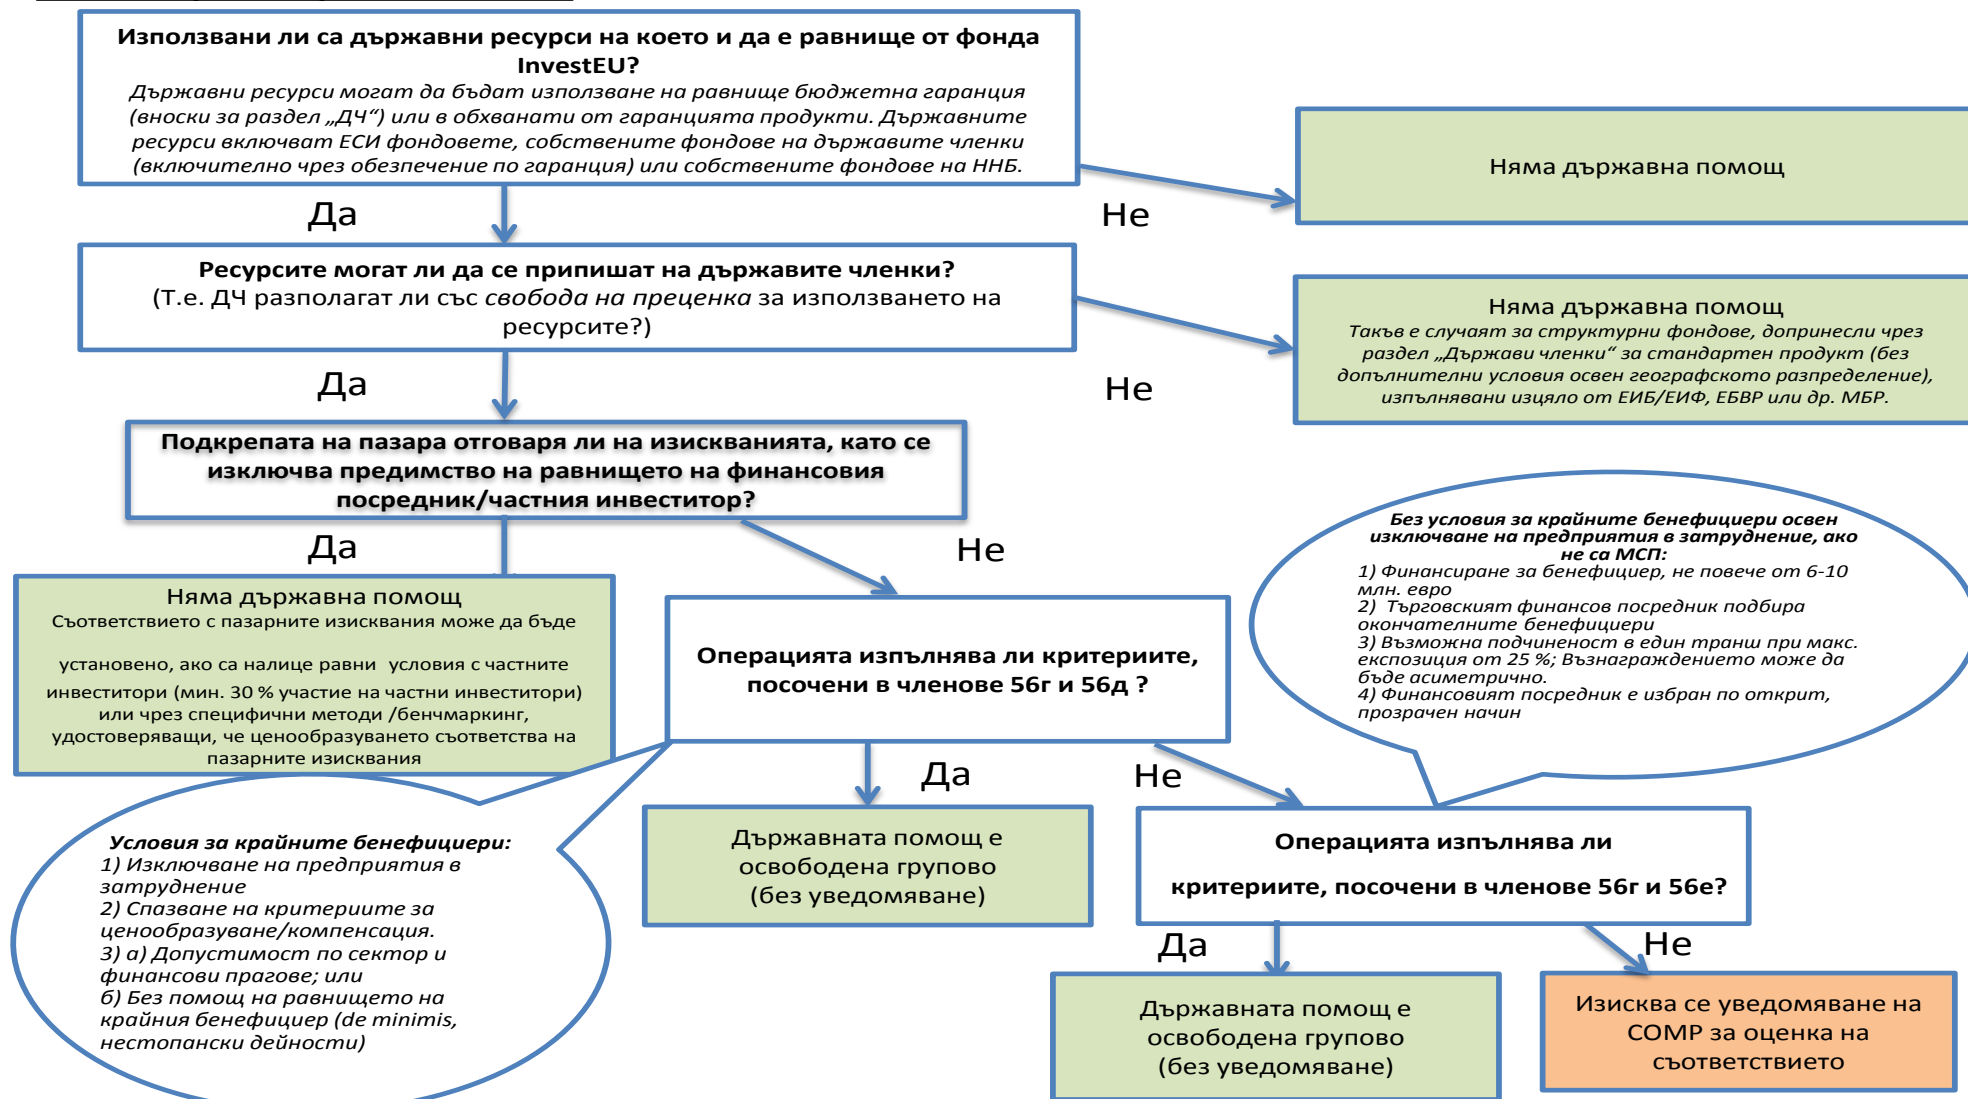 Използвани ли са държавни ресурси на което и да е равнище от фонда
InvestEU?
Държавни ресурси могат да бъдат използване на равнище бюджетна гаранция
(вноски за раздел „ДЧ“) или в обхванати от гаранцията продукти. Държавните
ресурси включват ЕСИ фондовете, собствените фондове на държавите членки
(включително чрез обезпечение по гаранция) или собствените фондове на ННБ.
Няма държавна помощ
Да
Не
Ресурсите могат ли да се припишат на държавите членки?
(Т.е. ДЧ разполагат ли със свобода на преценка за използването на
ресурсите?)
Няма държавна помощ
Такъв е случаят за структурни фондове, допринесли чрез
раздел „Държави членки“ за стандартен продукт (без
допълнителни условия освен географското разпределение),
изпълнявани изцяло от ЕИБ/ЕИФ, ЕБВР или др. МБР.
Да
Не
Подкрепата на пазара отговаря ли на изискванията, като се
изключва предимство на равнището на финансовия
посредник/частния инвеститор?
Да
Не
Няма държавна помощ
Съответствието с пазарните изисквания може да бъде
установено, ако са налице равни условия с частните
инвеститори (мин. 30 % участие на частни инвеститори)
или чрез специфични методи /бенчмаркинг,
удостоверяващи, че ценообразуването съответства на
пазарните изисквания
Операцията изпълнява ли критериите,
посочени в членове 56г и 56д ?
Без условия за крайните бенефициери освен
изключване на предприятия в затруднение, ако
не са МСП:
1) Финансиране за бенефициер, не повече от 6-10
млн. евро
2) Търговският финансов посредник подбира
окончателните бенефициери
3) Възможна подчиненост в един транш при макс.
експозиция от 25 %; Възнаграждението може да
бъде асиметрично.
4) Финансовият посредник е избран по открит,
прозрачен начин
Да
Не
Условия за крайните бенефициери:
1) Изключване на предприятия в
затруднение
2) Спазване на критериите за
ценообразуване/компенсация.
3) а) Допустимост по сектор и
финансови прагове; или
б) Без помощ на равнището на
крайния бенефициер (de minimis,
нестопански дейности)
Държавната помощ е
освободена групово
(без уведомяване)
Операцията изпълнява ли
критериите, посочени в членове 56г и 56е?
Да
Не
Държавната помощ е
освободена групово
(без уведомяване)
Изисква се уведомяване на
COMP за оценка на
съответствието